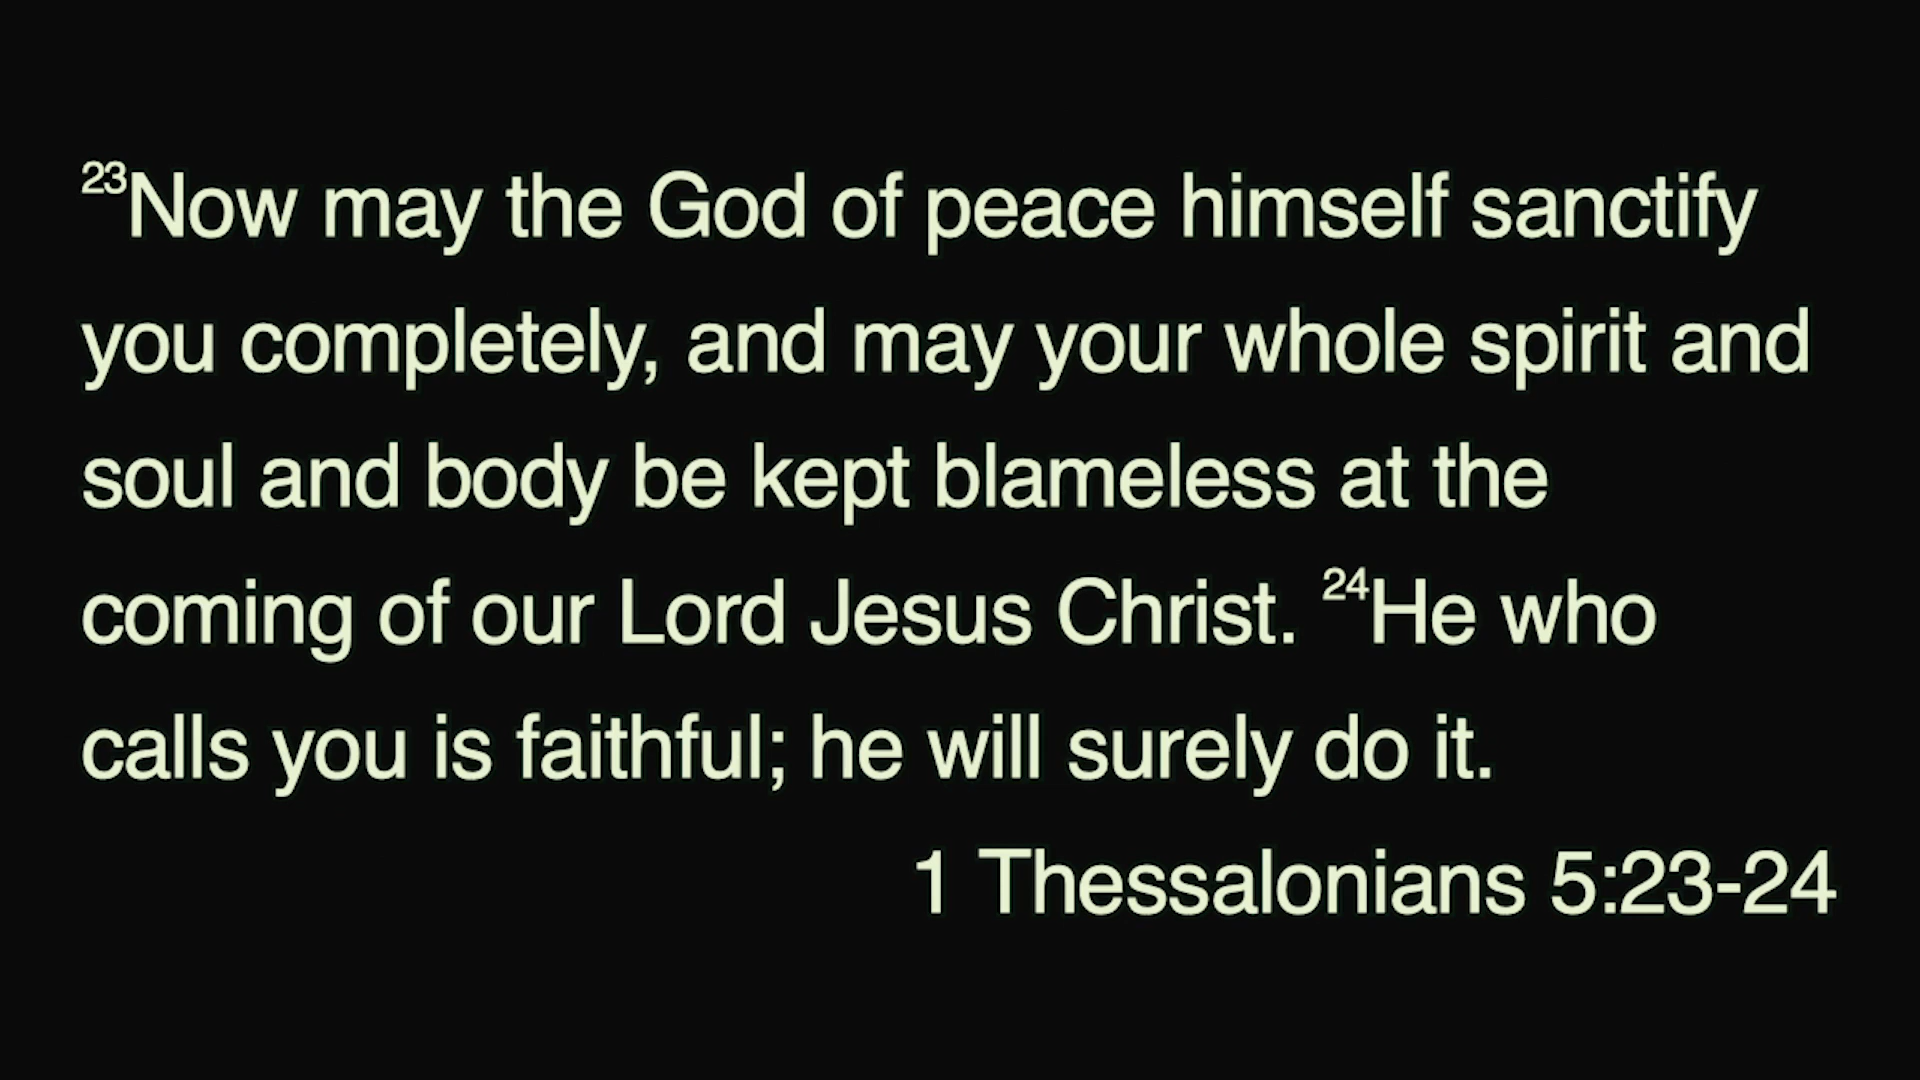 ²³Now may the God of peace himself sanctify
you completely, and may your whole spirit and
soul and body be kept blameless at the
coming of our Lord Jesus Christ. ²⁴He who
calls you is faithful; he will surely do it.
1 Thessalonians 5:23-24